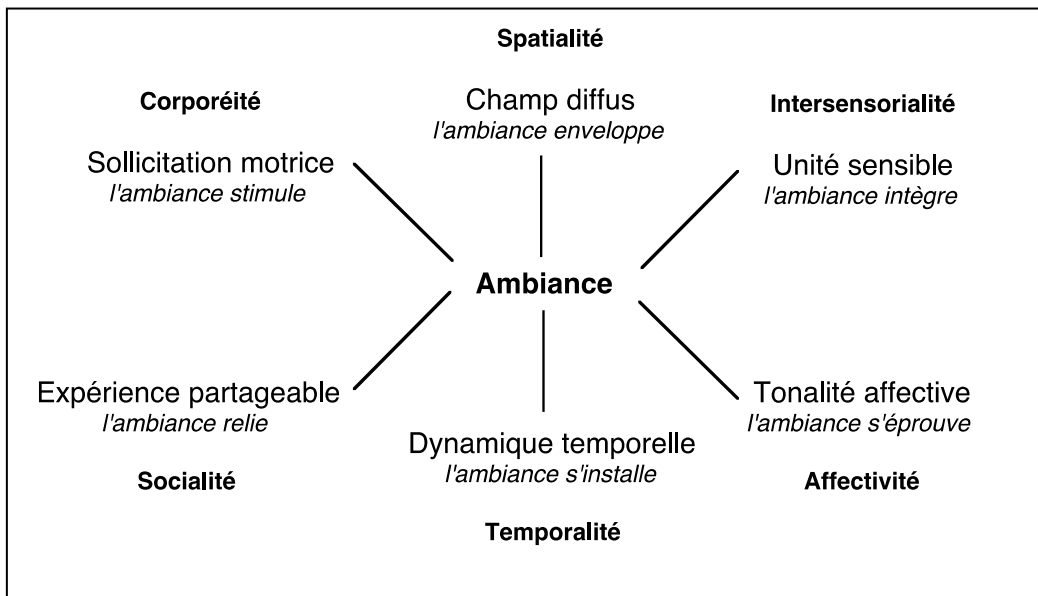 Spatialité
Champ diffus
l'ambiance enveloppe
Corporéité
Sollicitation motrice
l'ambiance stimule
Intersensorialité
Unité sensible
l'ambiance intègre
Ambiance
Expérience partageable
l'ambiance relie
Socialité
Dynamique temporelle
l'ambiance s'installe
Temporalité
Tonalité affective
l'ambiance s'éprouve
Affectivité